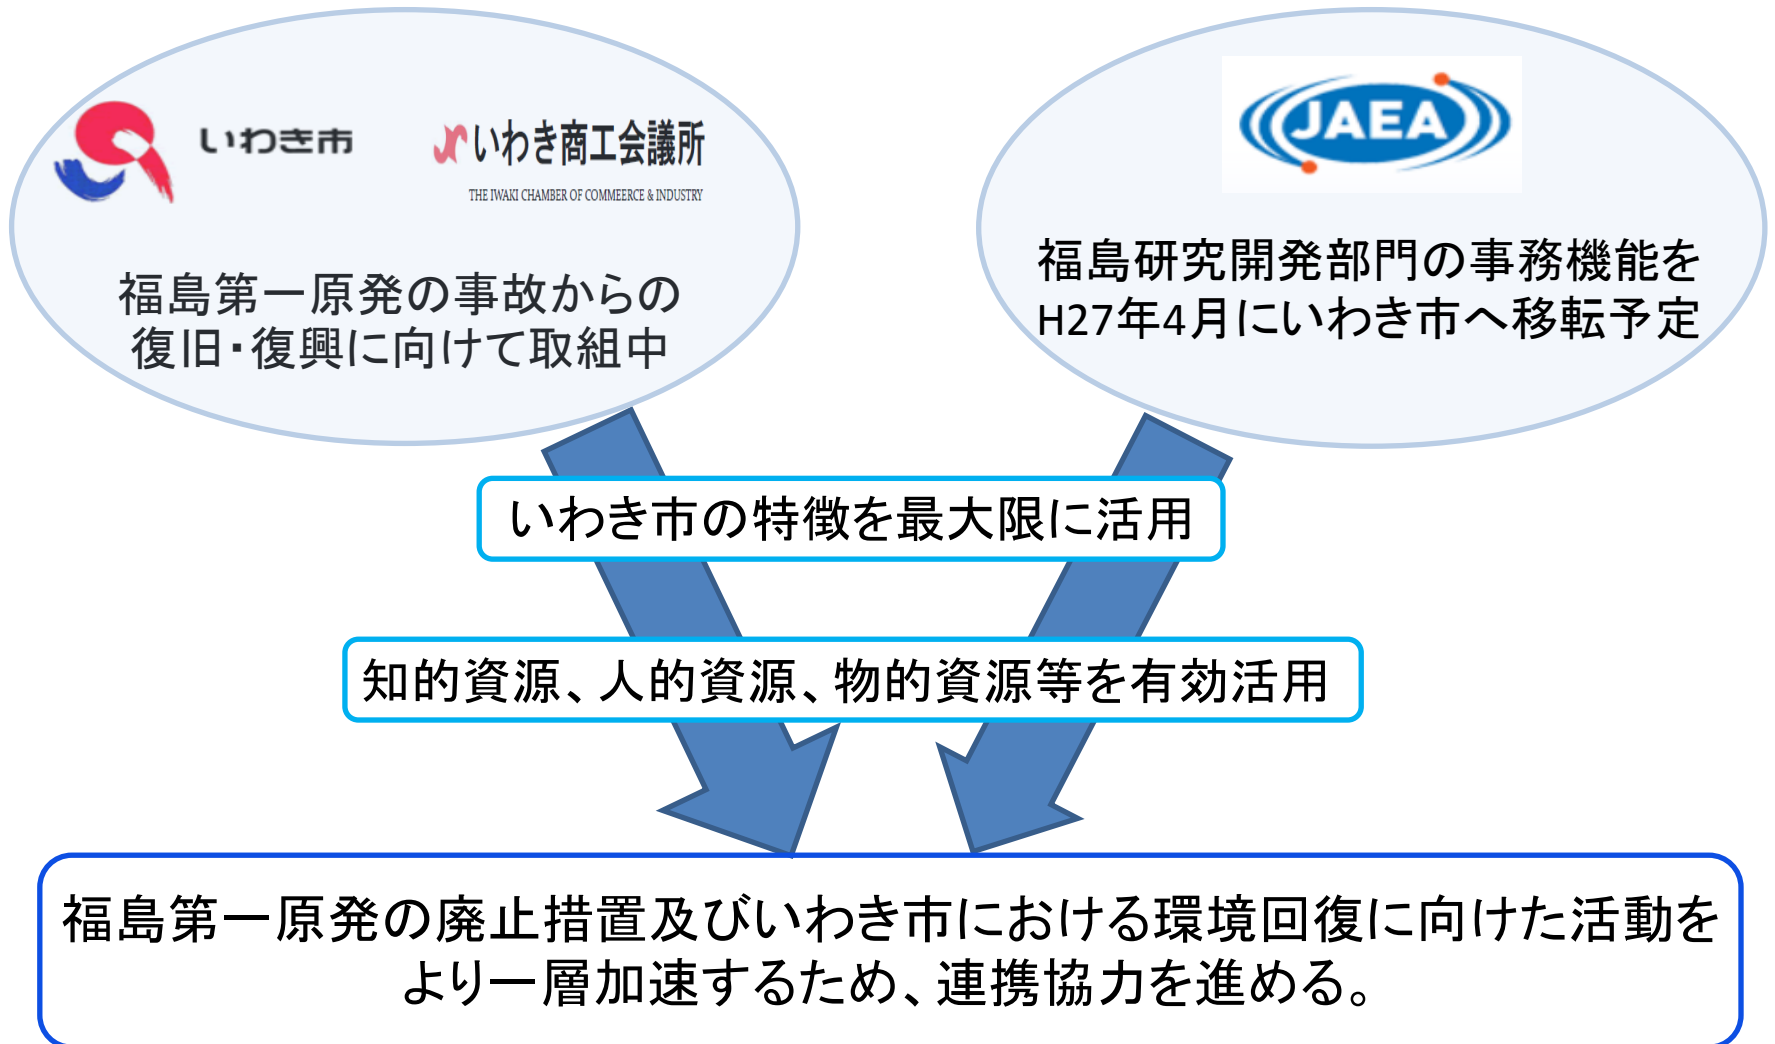 いわき市
いわき商工会議所
THE IWAKI CHAMBER OF COMMEERCE & INDUSTRY
福島第一原発の事故からの
復旧・復興に向けて取組中
JAEA
福島研究開発部門の事務機能を
H27年4月にいわき市へ移転予定
いわき市の特徴を最大限に活用
知的資源、人的資源、物的資源等を有効活用
福島第一原発の廃止措置及びいわき市における環境回復に向けた活動を
より一層加速するため、連携協力を進める。